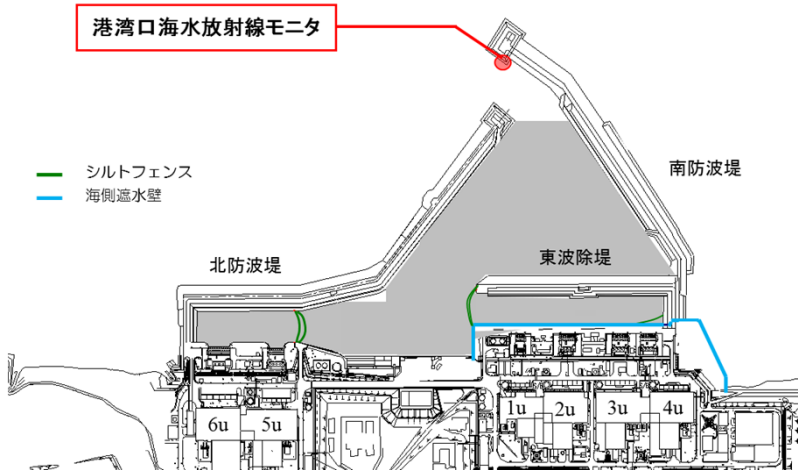 港湾口海水放射線モニタ
シルトフェンス
海側遮水壁
南防波堤
北防波堤
東波除堤
6u
5u
1u
2u
3u
4u